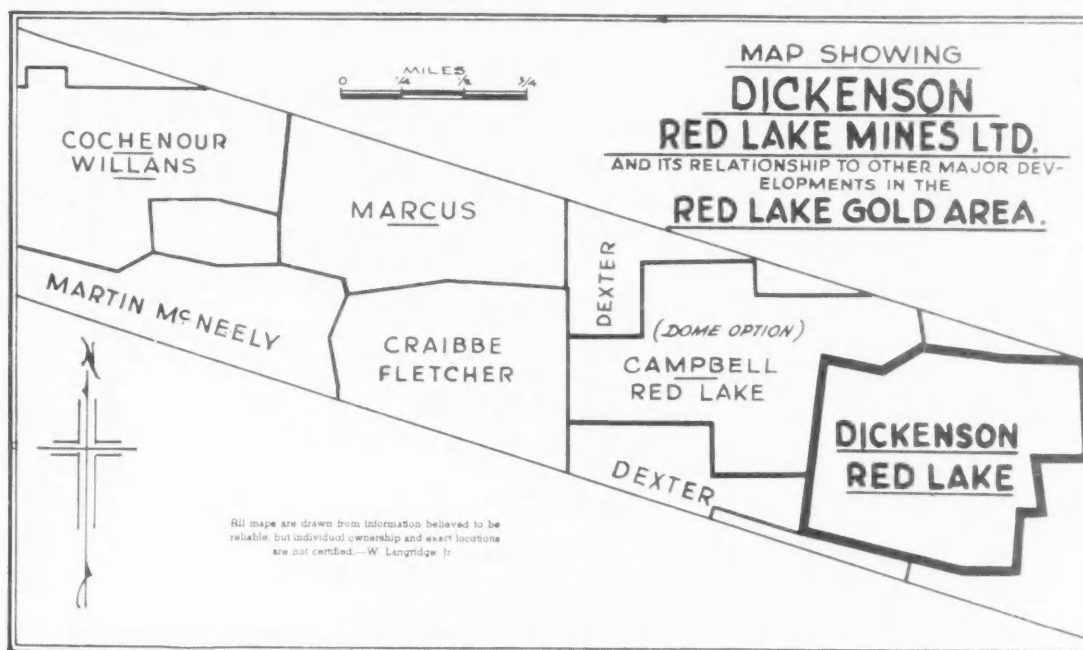 MAP SHOWING
DICKENSON
RED LAKE MINES LTD.
AND ITS RELATIONSHIP TO OTHER MAJOR DEV-
ELOPMENTS IN THE
RED LAKE GOLD AREA.
MILES
0 1/4 1/2 3/4
COCHENOUR
WILLANS
MARCUS
DEXTER
MARTIN McNEELY
CRAIBBE
FLETCHER
(DOME OPTION)
CAMPBELL
RED LAKE
DICKENSON
RED LAKE
DEXTER
N
All maps are drawn from information believed to be
reliable, but individual ownership and exact locations
are not certified.—W. Langridge, Jr.